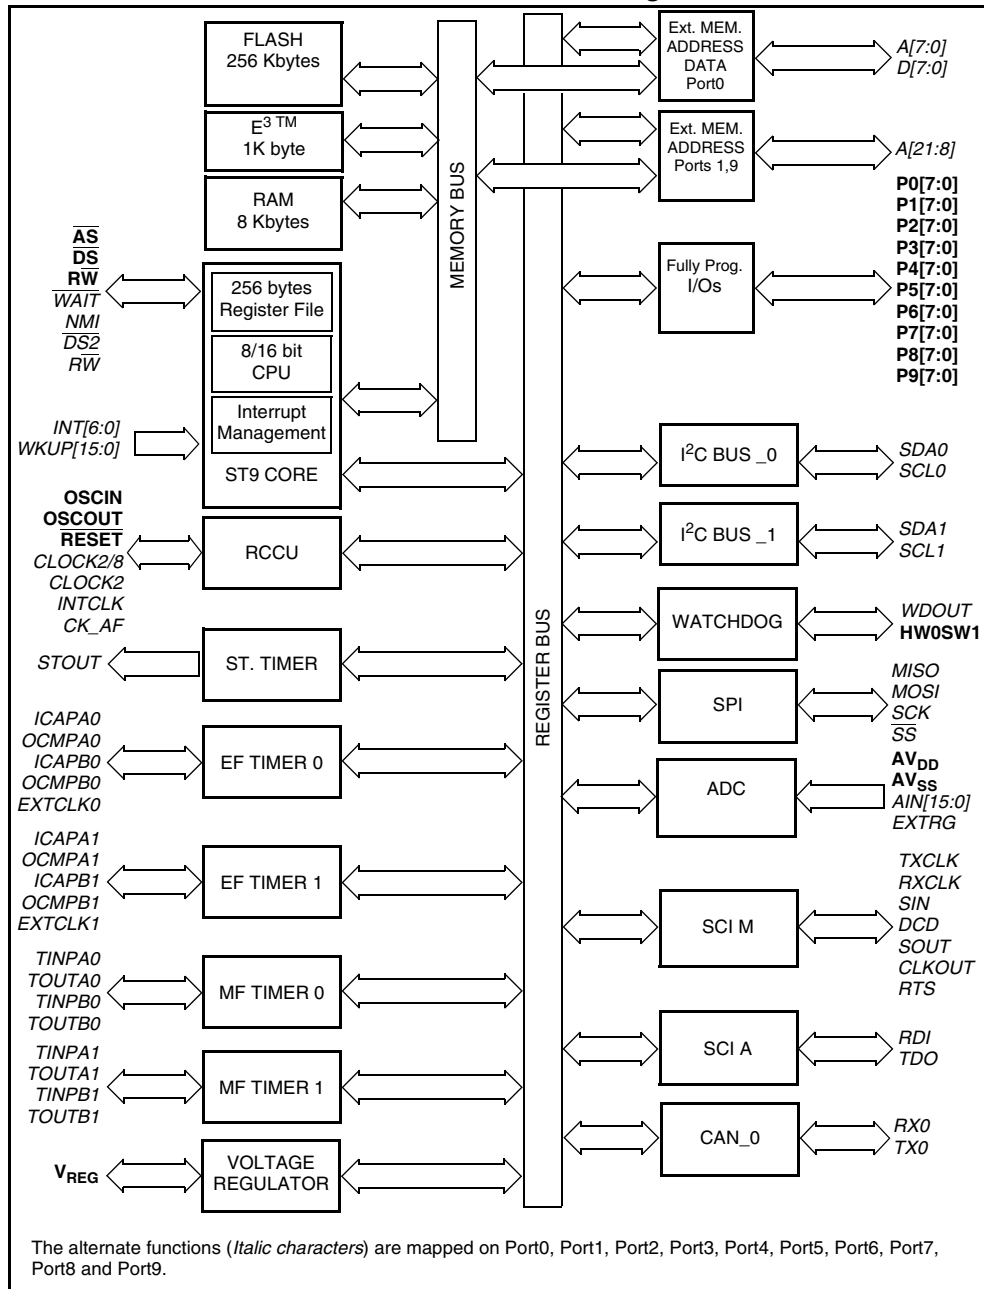 FLASH
256 Kbytes
E³ ™
1K byte
RAM
8 Kbytes
A̅S̅
D̅S̅
RW̅
W̅A̅I̅T̅
NMI
D̅S̅2̅
RW̅
256 bytes
Register File
8/16 bit
CPU
Interrupt
Management
ST9 CORE
INT[6:0]
WKUP[15:0]
OSCIN
OSCOUT
R̅E̅S̅E̅T̅
CLOCK2/8
CLOCK2
INTCLK
CK_AF
RCCU
STOUT
ST. TIMER
ICAPA0
OCMPA0
ICAPB0
OCMPB0
EXTCLK0
EF TIMER 0
ICAPA1
OCMPA1
ICAPB1
OCMPB1
EXTCLK1
EF TIMER 1
TINPA0
TOUTA0
TINPB0
TOUTB0
MF TIMER 0
TINPA1
TOUTA1
TINPB1
TOUTB1
MF TIMER 1
VREG
VOLTAGE
REGULATOR
MEMORY BUS
REGISTER BUS
Ext. MEM.
ADDRESS
DATA
Port0
A[7:0]
D[7:0]
Ext. MEM.
ADDRESS
Ports 1,9
A[21:8]
Fully Prog.
I/Os
P0[7:0]
P1[7:0]
P2[7:0]
P3[7:0]
P4[7:0]
P5[7:0]
P6[7:0]
P7[7:0]
P8[7:0]
P9[7:0]
I²C BUS _0
SDA0
SCL0
I²C BUS _1
SDA1
SCL1
WATCHDOG
WDOUT
HW0SW1
SPI
MISO
MOSI
SCK
S̅S̅
ADC
AVDD
AVSS
AIN[15:0]
EXTRG
SCI M
TXCLK
RXCLK
SIN
DCD
SOUT
CLKOUT
RTS
SCI A
RDI
TDO
CAN_0
RX0
TX0
The alternate functions (Italic characters) are mapped on Port0, Port1, Port2, Port3, Port4, Port5, Port6, Port7,
Port8 and Port9.